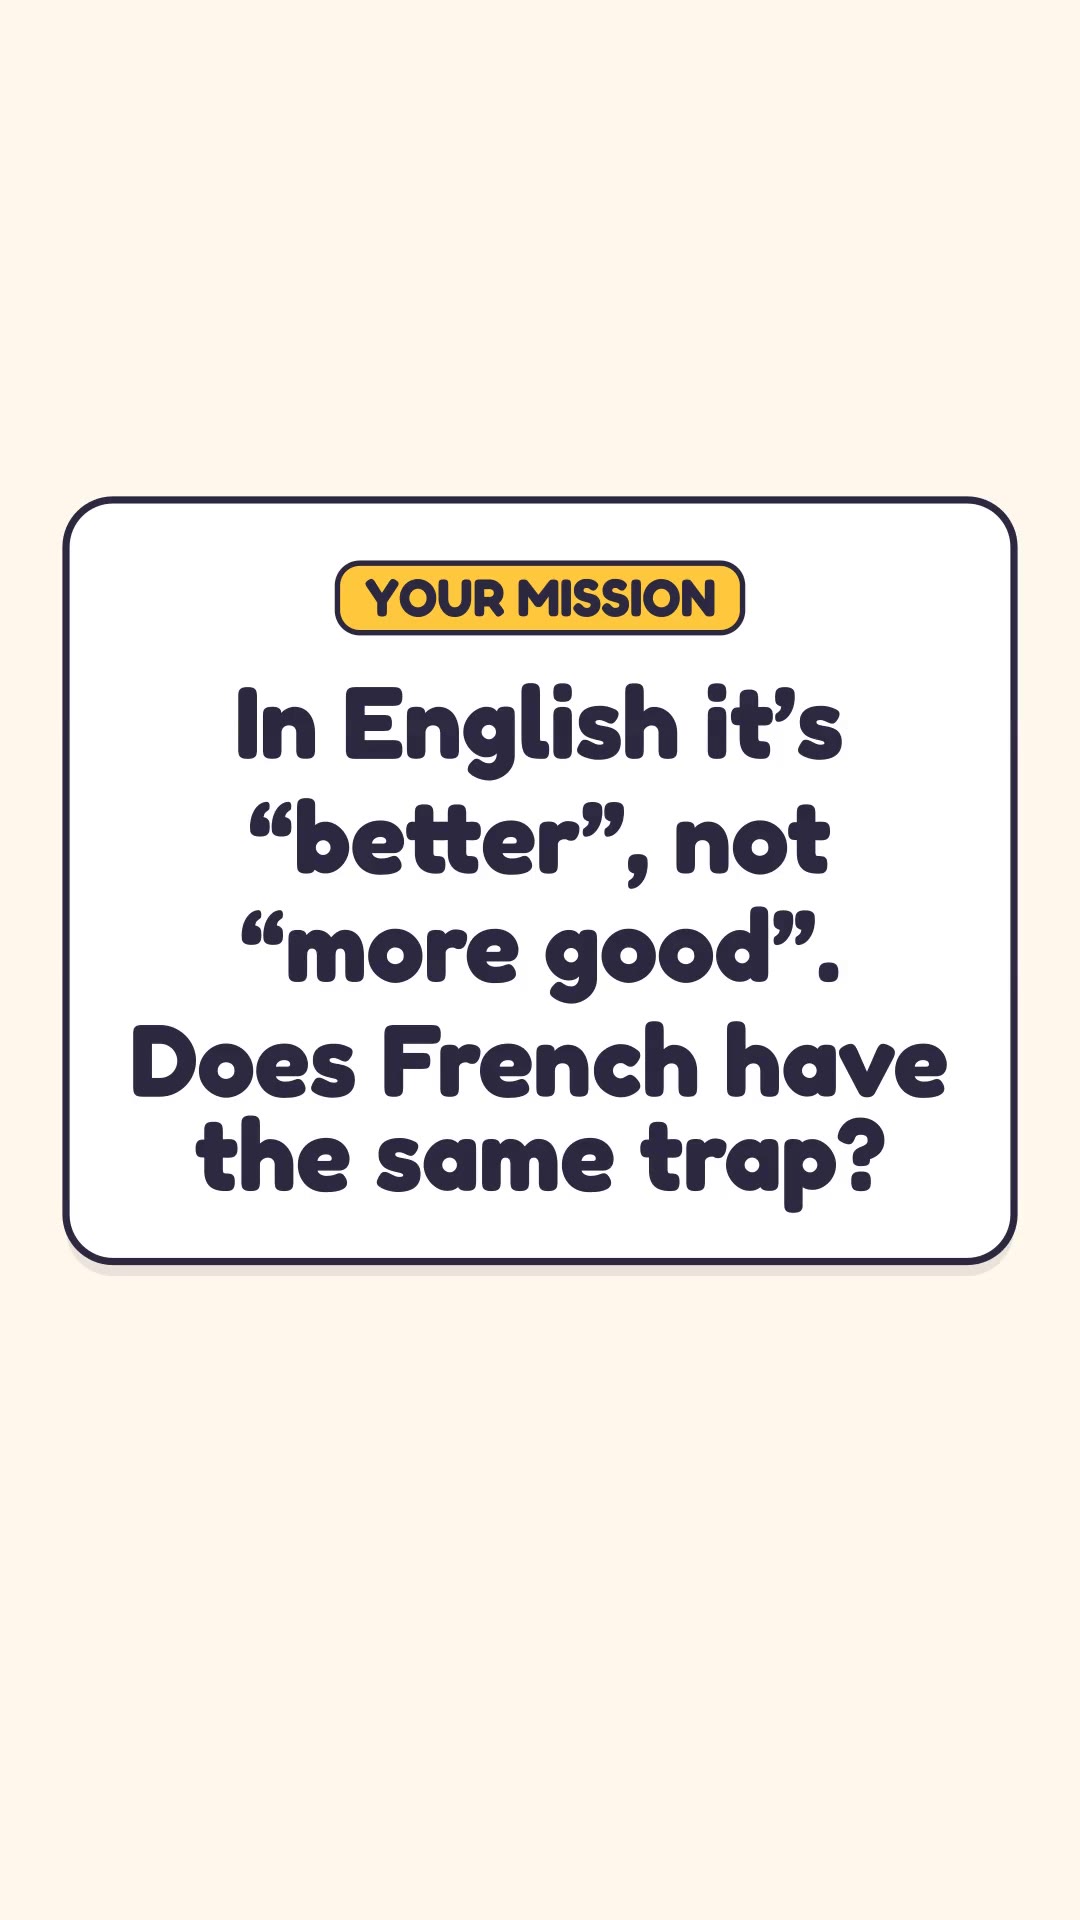 YOUR MISSION
In English it’s
“better”, not
“more good”.
Does French have
the same trap?